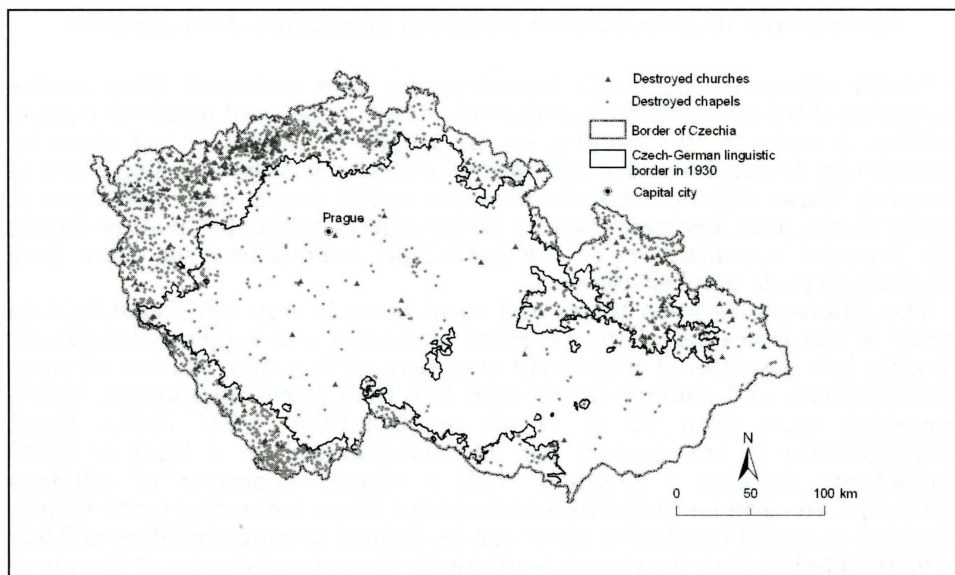 Destroyed churches
Destroyed chapels
Border of Czechia
Czech-German linguistic
border in 1930
Capital city
Prague
N
0 50 100 km